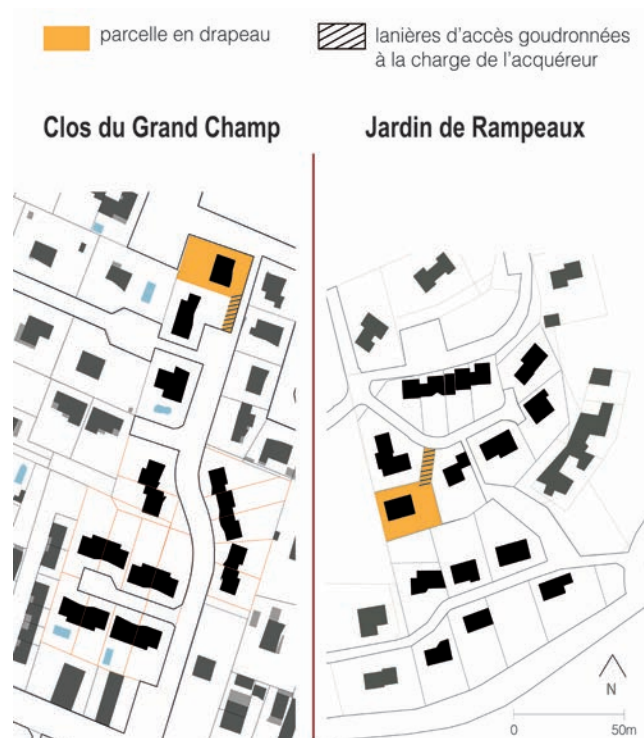 parcelle en drapeau
lanières d'accès goudronnées
à la charge de l'acquéreur
Clos du Grand Champ
Jardin de Rampeaux
N
0
50m